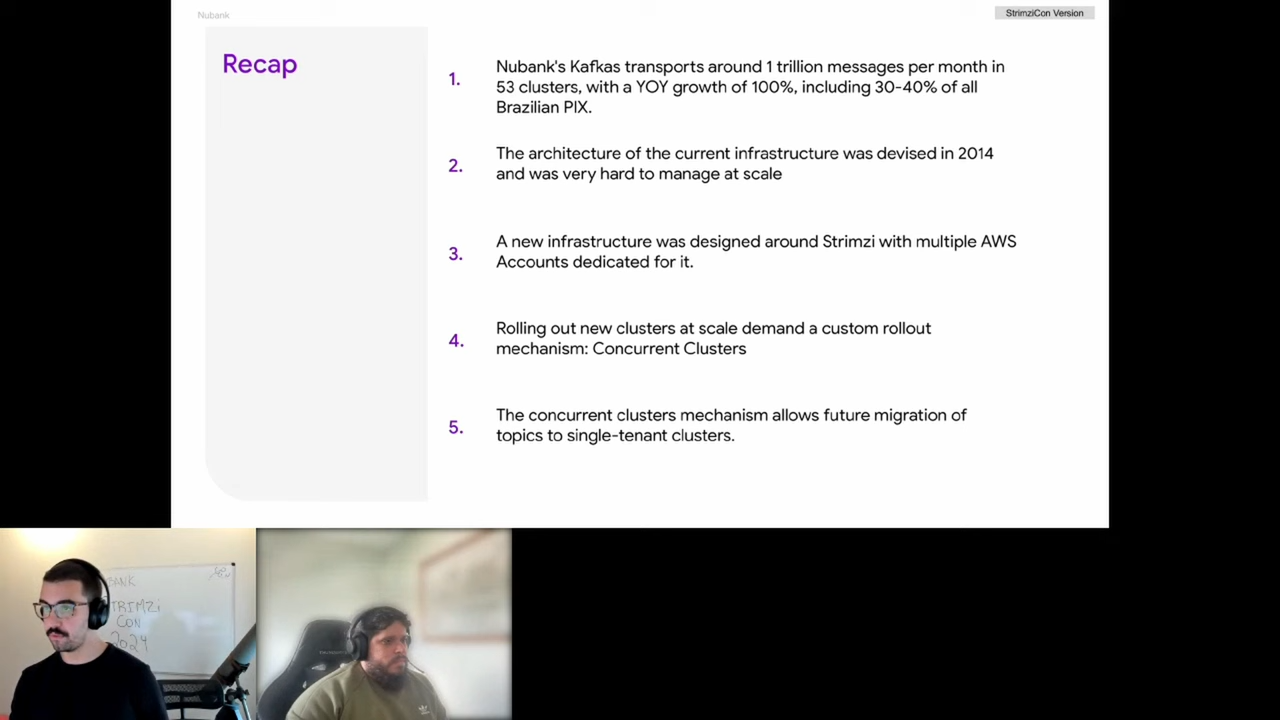 Nubank
StrimziCon Version
Recap
1.
Nubank's Kafkas transports around 1 trillion messages per month in
53 clusters, with a YOY growth of 100%, including 30-40% of all
Brazilian PIX.
2.
The architecture of the current infrastructure was devised in 2014
and was very hard to manage at scale
3.
A new infrastructure was designed around Strimzi with multiple AWS
Accounts dedicated for it.
4.
Rolling out new clusters at scale demand a custom rollout
mechanism: Concurrent Clusters
5.
The concurrent clusters mechanism allows future migration of
topics to single-tenant clusters.
BANK
TRIMZi
CON
2024